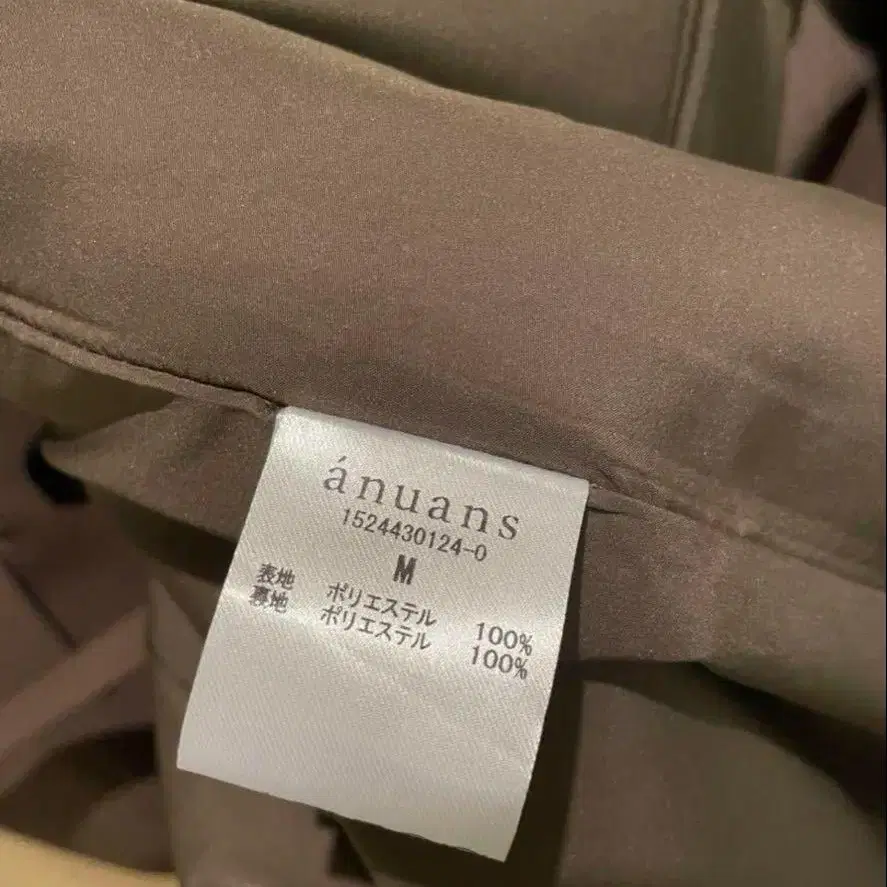 ánuans
1524430124-0
M
表地 ポリエステル 100%
裏地 ポリエステル 100%